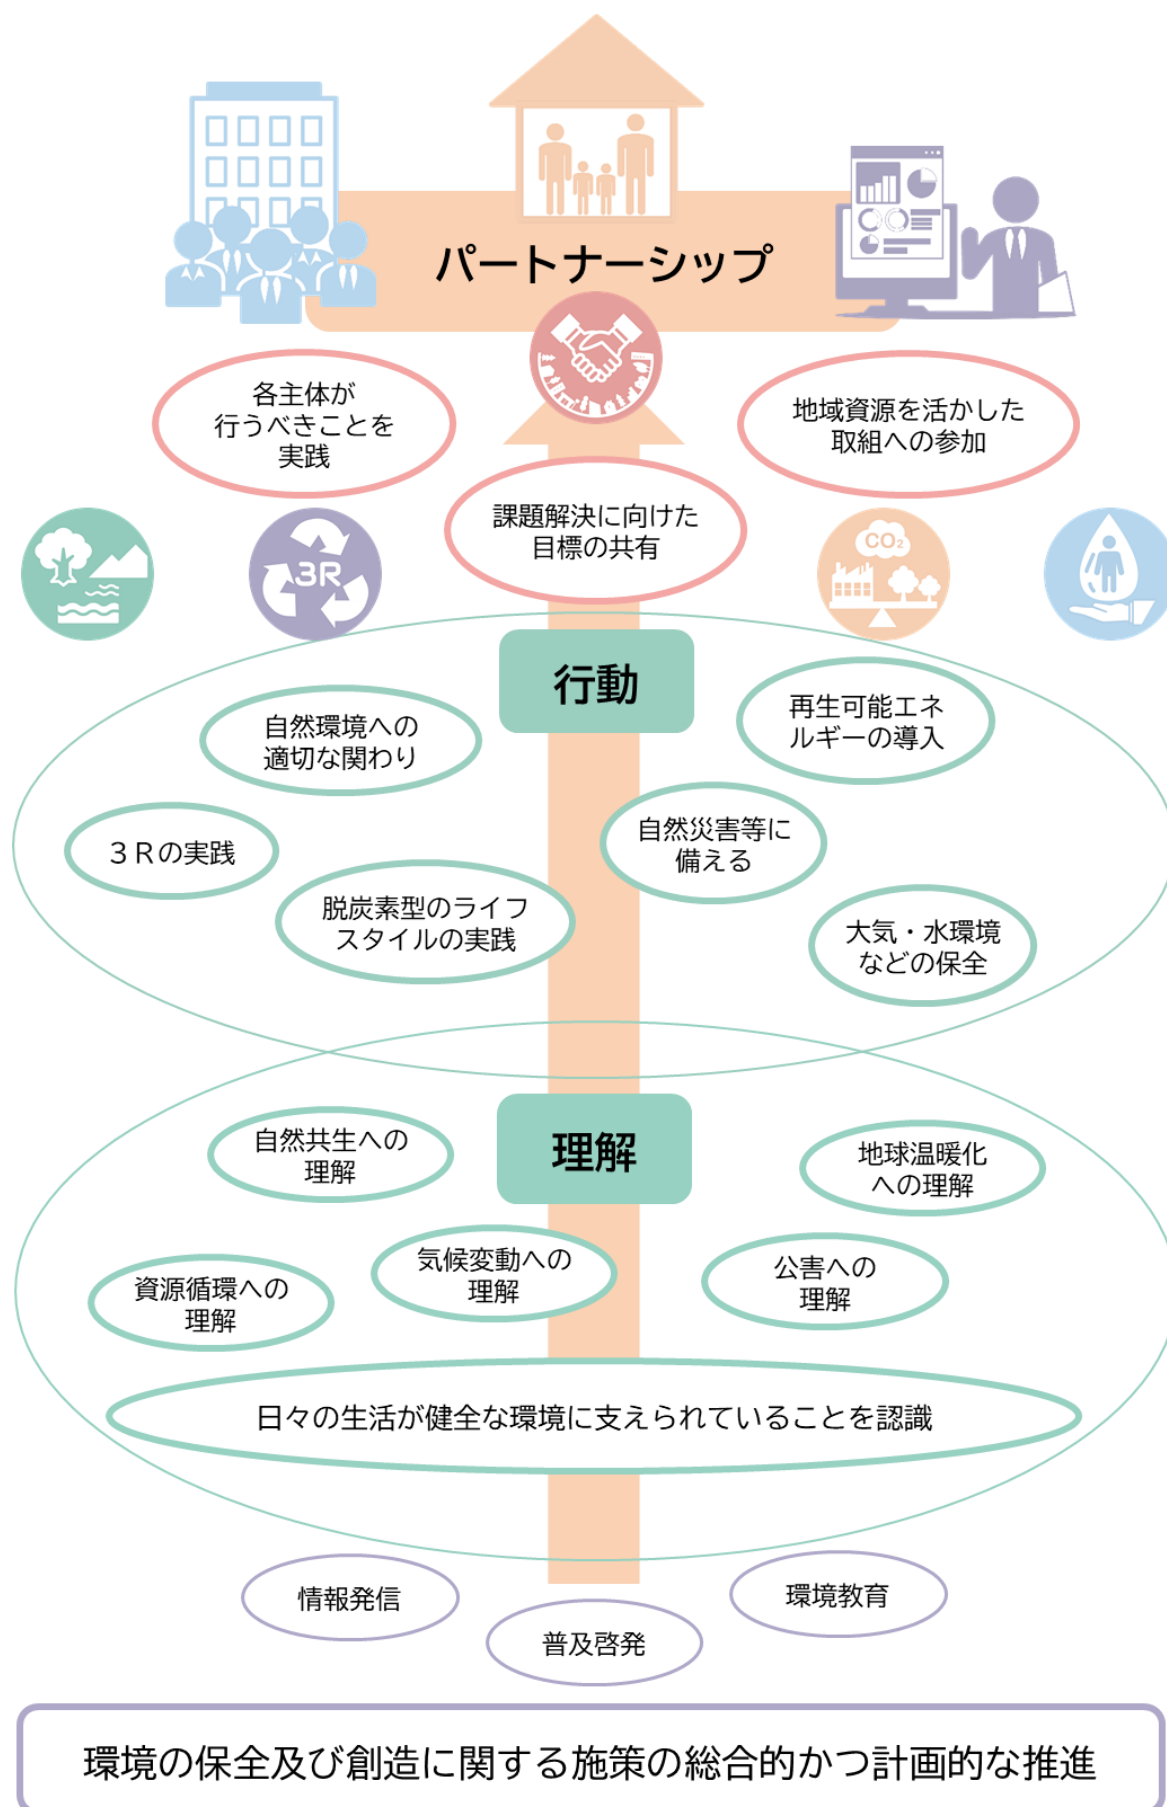 パートナーシップ
各主体が
行うべきことを
実践
地域資源を活かした
取組への参加
課題解決に向けた
目標の共有
3R
CO₂
行動
自然環境への
適切な関わり
再生可能エネ
ルギーの導入
３Ｒの実践
自然災害等に
備える
脱炭素型のライフ
スタイルの実践
大気・水環境
などの保全
理解
自然共生への
理解
地球温暖化
への理解
資源循環への
理解
気候変動への
理解
公害への
理解
日々の生活が健全な環境に支えられていることを認識
情報発信
普及啓発
環境教育
環境の保全及び創造に関する施策の総合的かつ計画的な推進